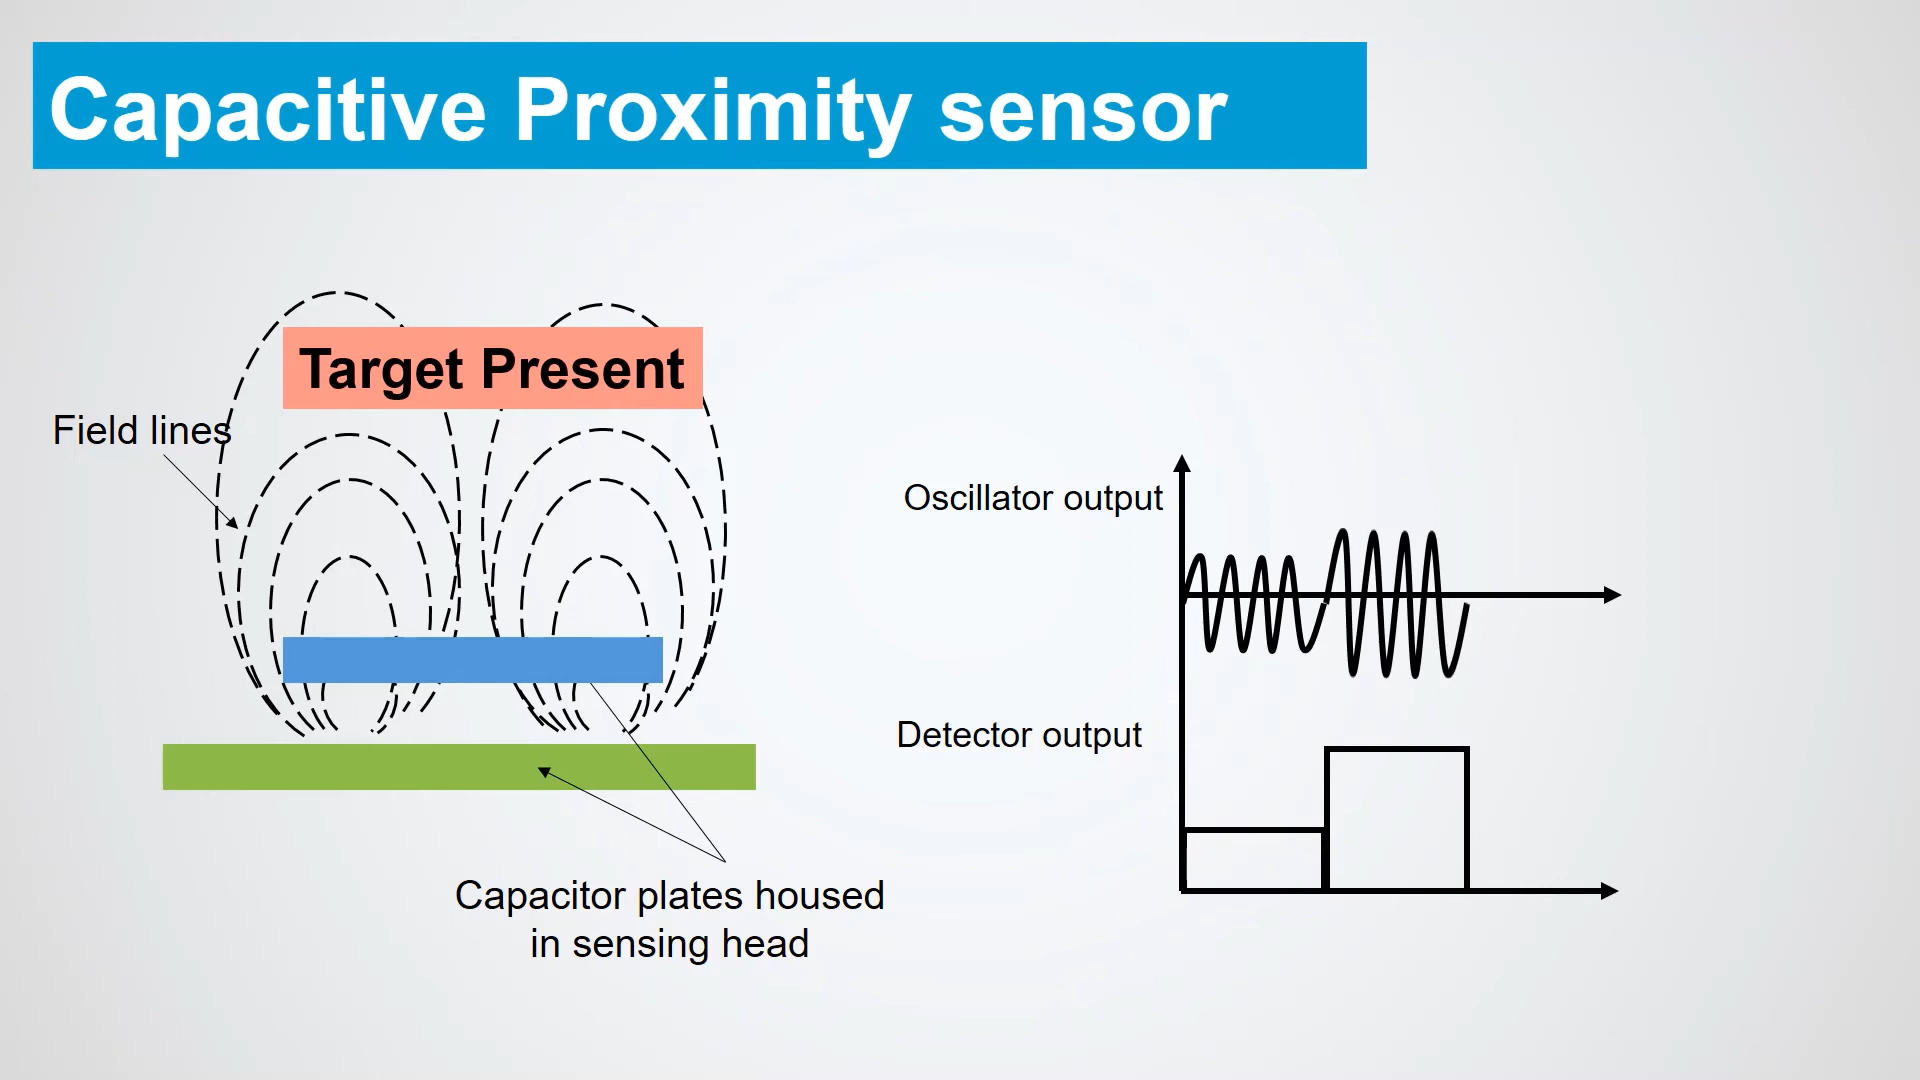 Capacitive Proximity sensor
Target Present
Field lines
Oscillator output
Detector output
Capacitor plates housed
in sensing head